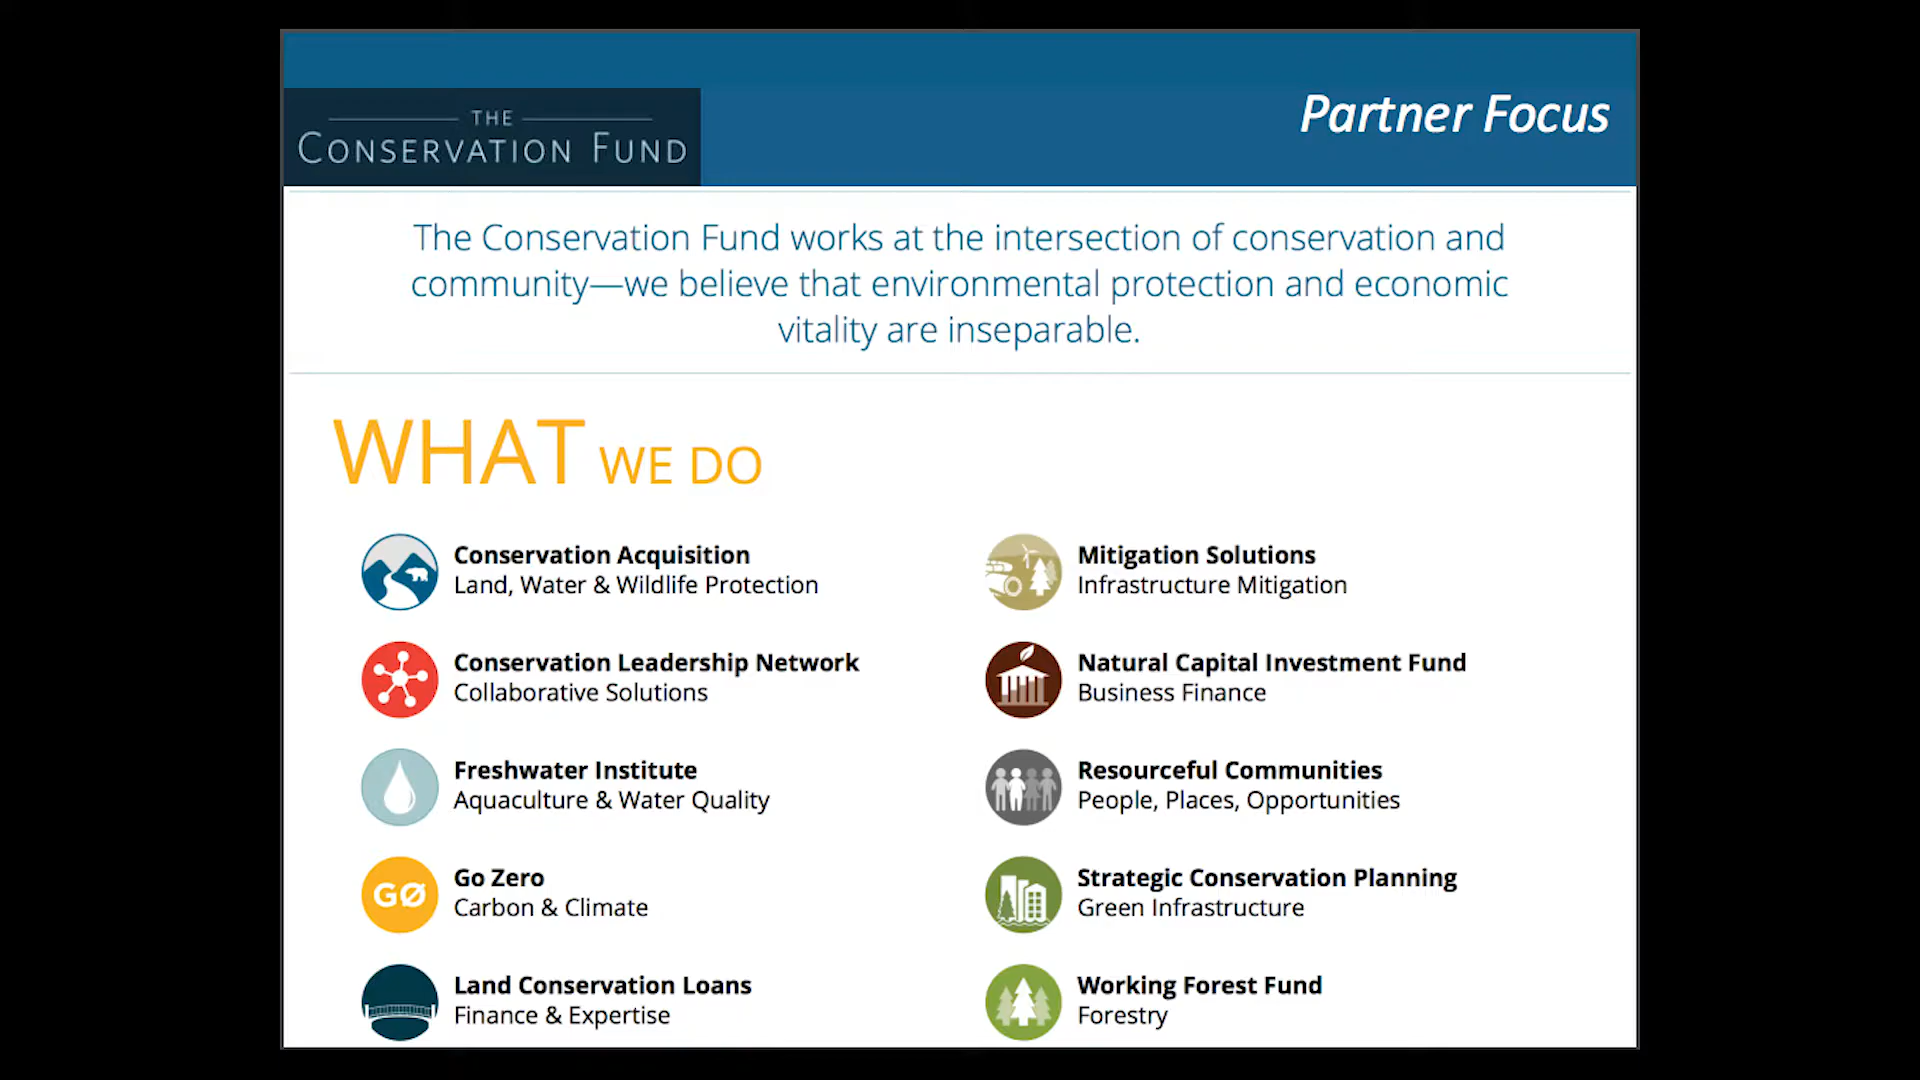 THE
CONSERVATION FUND
Partner Focus
The Conservation Fund works at the intersection of conservation and
community—we believe that environmental protection and economic
vitality are inseparable.
WHAT WE DO
Conservation Acquisition
Land, Water & Wildlife Protection
Conservation Leadership Network
Collaborative Solutions
Freshwater Institute
Aquaculture & Water Quality
GØ
Go Zero
Carbon & Climate
Land Conservation Loans
Finance & Expertise
Mitigation Solutions
Infrastructure Mitigation
Natural Capital Investment Fund
Business Finance
Resourceful Communities
People, Places, Opportunities
Strategic Conservation Planning
Green Infrastructure
Working Forest Fund
Forestry